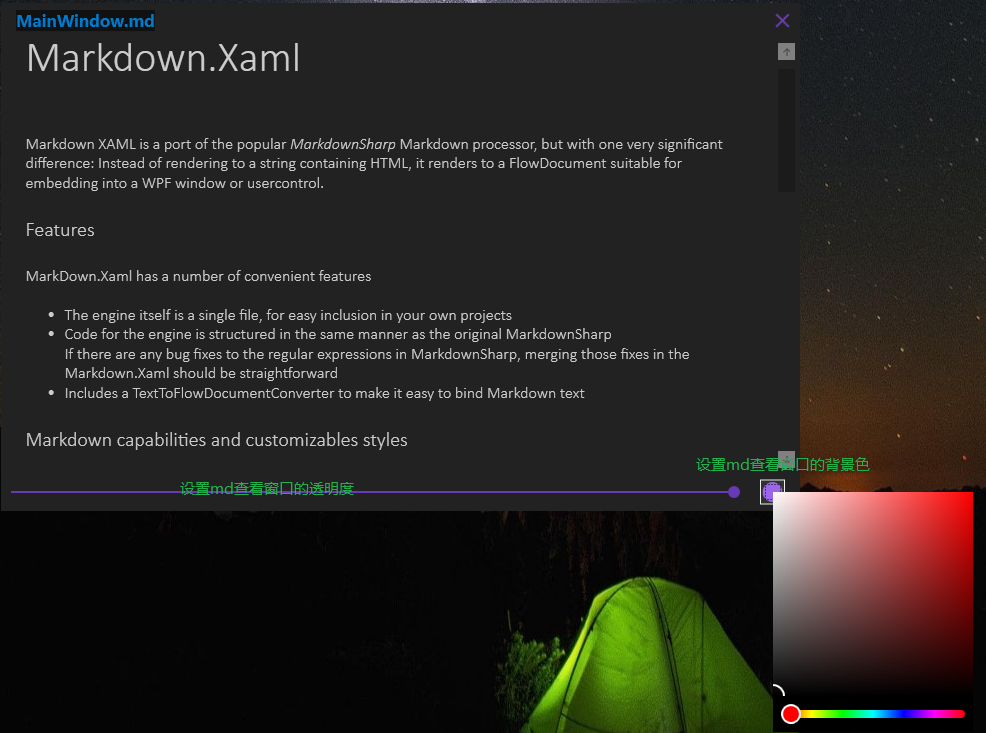 MainWindow.md
Markdown.Xaml
Markdown XAML is a port of the popular MarkdownSharp Markdown processor, but with one very significant
difference: Instead of rendering to a string containing HTML, it renders to a FlowDocument suitable for
embedding into a WPF window or usercontrol.
Features
MarkDown.Xaml has a number of convenient features
• The engine itself is a single file, for easy inclusion in your own projects
• Code for the engine is structured in the same manner as the original MarkdownSharp
If there are any bug fixes to the regular expressions in MarkdownSharp, merging those fixes in the
Markdown.Xaml should be straightforward
• Includes a TextToFlowDocumentConverter to make it easy to bind Markdown text
Markdown capabilities and customizables styles
设置md查看窗口的背景色
设置md查看窗口的透明度